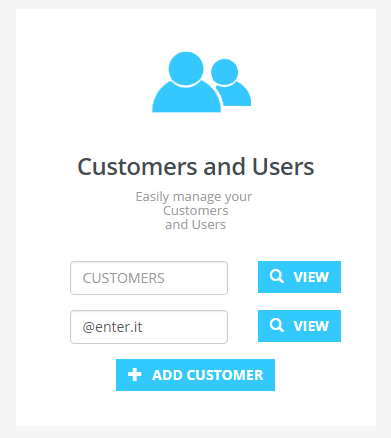 Customers and Users
Easily manage your
Customers
and Users
CUSTOMERS
VIEW
@enter.it
VIEW
ADD CUSTOMER